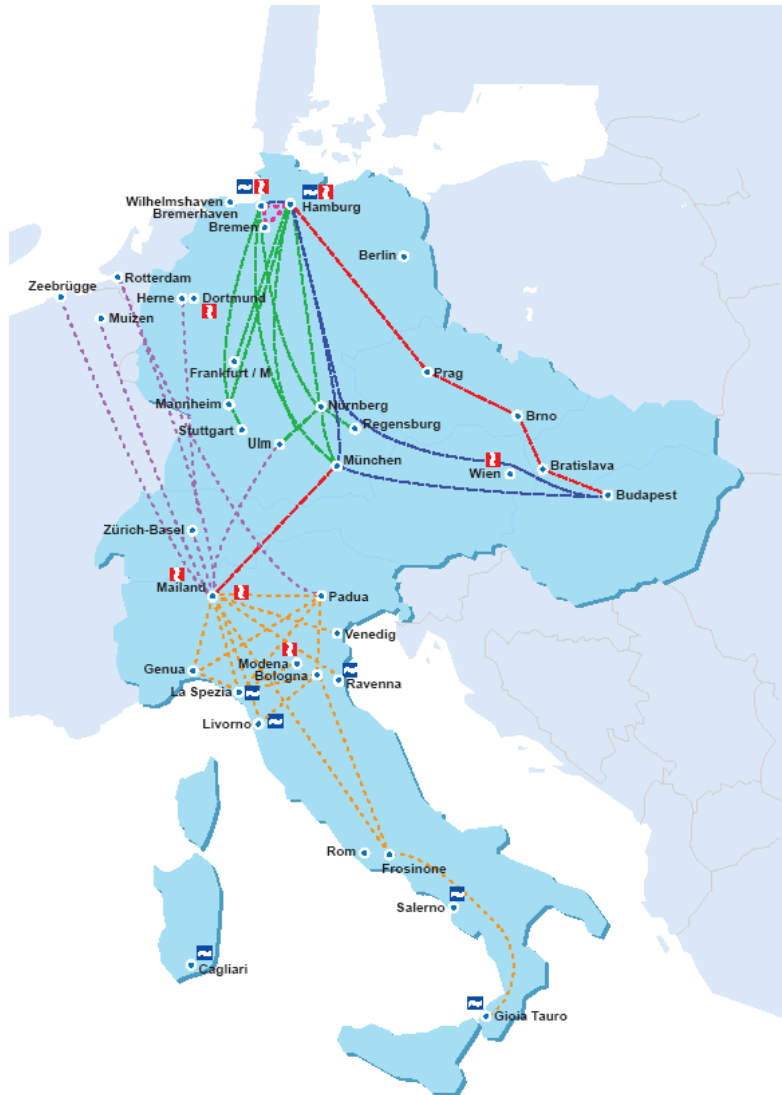 Wilhelmshaven
Bremerhaven
Hamburg
Bremen
Berlin
Rotterdam
Zeebrügge
Herne
Dortmund
Muizen
Frankfurt / M
Prag
Mannheim
Nürnberg
Brno
Stuttgart
Regensburg
Ulm
München
Bratislava
Wien
Budapest
Zürich-Basel
Mailand
Padua
Venedig
Genua
Modena
Bologna
Ravenna
La Spezia
Livorno
Rom
Frosinone
Salerno
Cagliari
Gioia Tauro